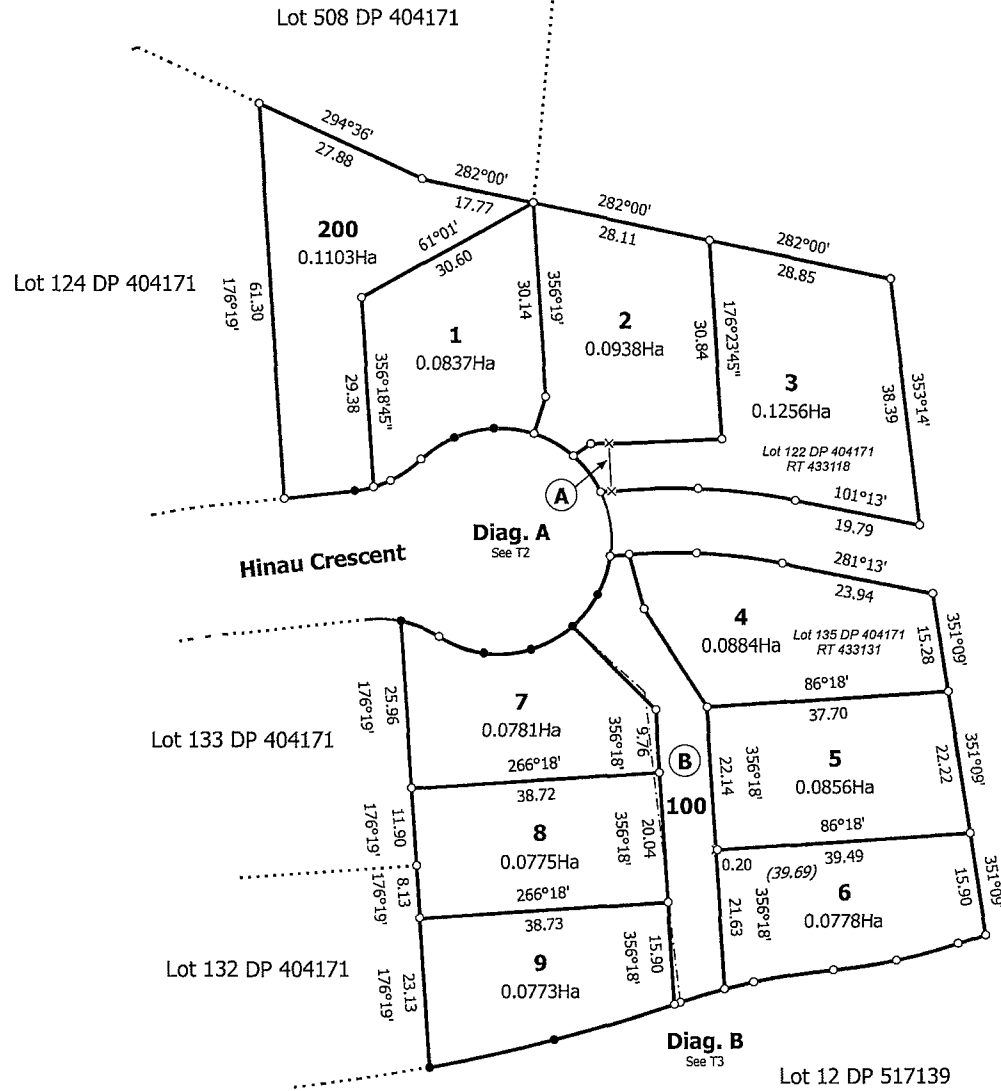 Lot 508 DP 404171
294°36'
27.88
282°00'
17.77
282°00'
28.11
282°00'
28.85
200
0.1103Ha
61°01'
30.60
Lot 124 DP 404171
61.30
176°19'
30.14
356°19'
1
0.0837Ha
29.38
356°18'45"
2
0.0938Ha
30.84
176°23'45"
3
0.1256Ha
38.39
353°14'
Lot 122 DP 404171
RT 433118
A
101°13'
19.79
Diag. A
See T2
Hinau Crescent
281°13'
23.94
4
0.0884Ha
Lot 135 DP 404171
RT 433131
15.28
351°09'
86°18'
37.70
25.96
176°19'
7
0.0781Ha
9.76
356°18'
Lot 133 DP 404171
266°18'
38.72
B
100
22.14
356°18'
5
0.0856Ha
22.22
351°09'
11.90
176°19'
8
0.0775Ha
20.04
356°18'
86°18'
39.49
0.20
(39.69)
8.13
176°19'
266°18'
38.73
21.63
356°18'
6
0.0778Ha
15.90
351°09'
Lot 132 DP 404171
23.13
176°19'
9
0.0773Ha
15.90
356°18'
Diag. B
See T3
Lot 12 DP 517139